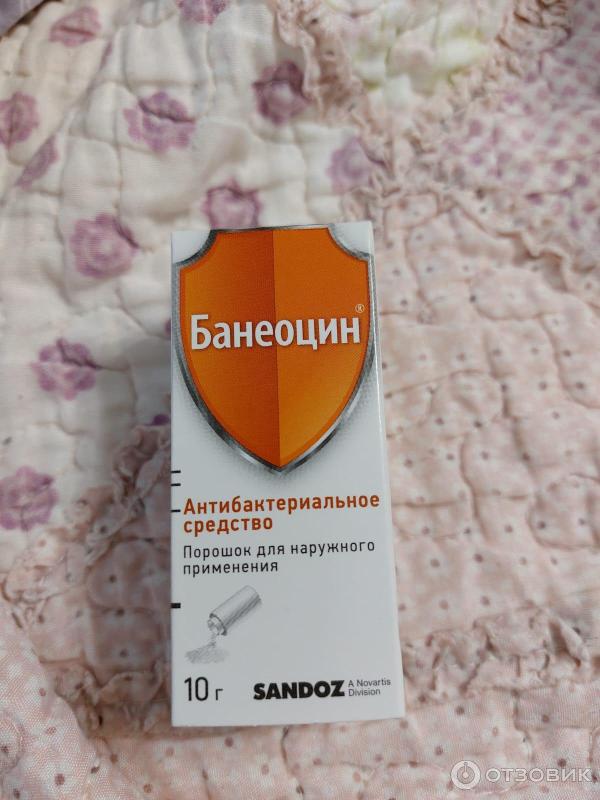 Банеоцин®
Антибактериальное
средство
Порошок для наружного
применения
10 г
SANDOZ A Novartis
Division
ОТЗОВИК